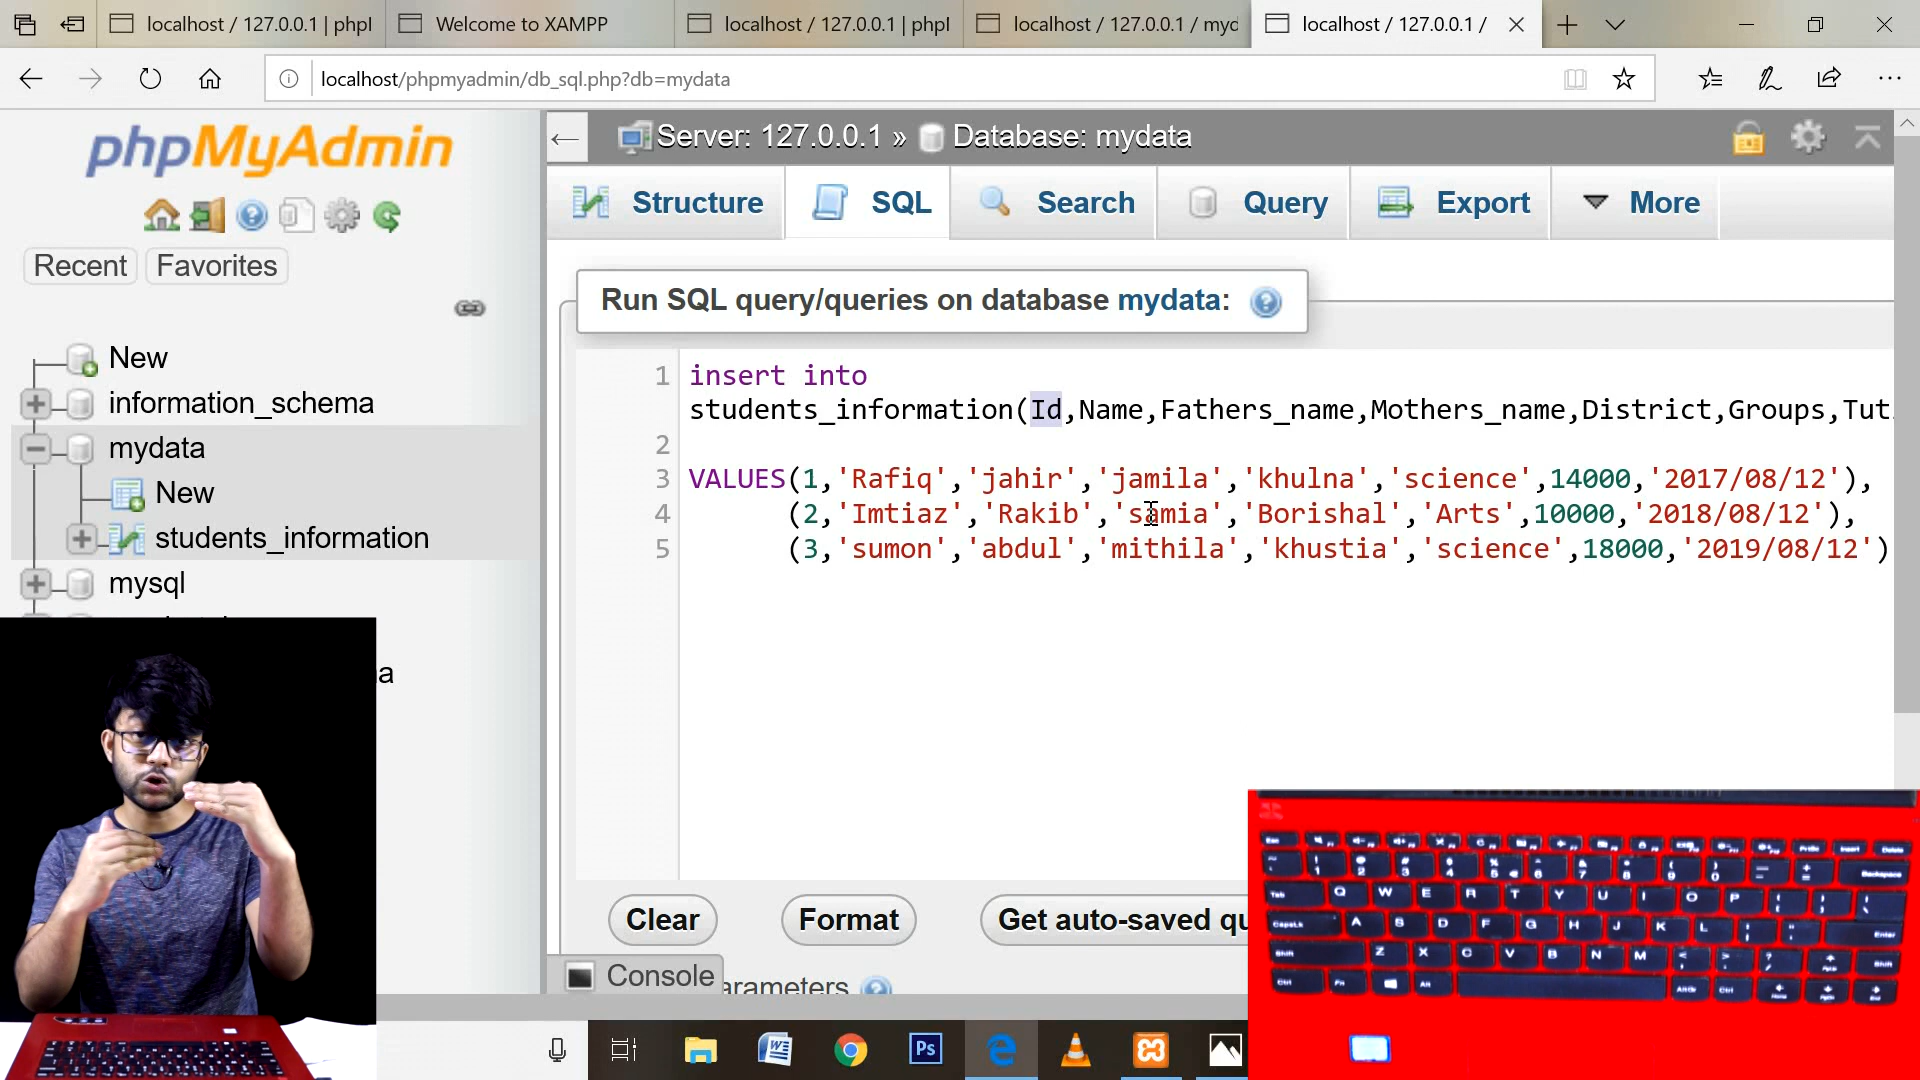 localhost / 127.0.0.1 | phpl
Welcome to XAMPP
localhost / 127.0.0.1 | phpl
localhost / 127.0.0.1 / myd
localhost / 127.0.0.1 /
localhost/phpmyadmin/db_sql.php?db=mydata
phpMyAdmin
Recent
Favorites
New
information_schema
mydata
New
students_information
mysql
a
Server: 127.0.0.1 » Database: mydata
Structure
SQL
Search
Query
Export
More
Run SQL query/queries on database mydata:
1 insert into
students_information(Id,Name,Fathers_name,Mothers_name,District,Groups,Tut
2
3 VALUES(1,'Rafiq','jahir','jamila','khulna','science',14000,'2017/08/12'),
4 (2,'Imtiaz','Rakib','samia','Borishal','Arts',10000,'2018/08/12'),
5 (3,'sumon','abdul','mithila','khustia','science',18000,'2019/08/12')
Clear
Format
Get auto-saved qu
Console
arameters
Ps
Q W E R T Y U I O P
A S D F G H J K L
Z X C V B N M